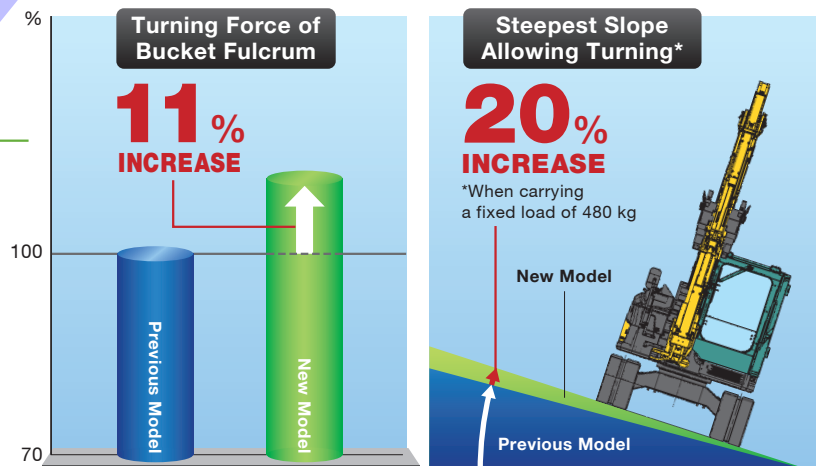 %
Turning Force of
Bucket Fulcrum
11%
INCREASE
100
70
Previous Model
New Model
Steepest Slope
Allowing Turning*
20%
INCREASE
*When carrying
a fixed load of 480 kg
New Model
Previous Model